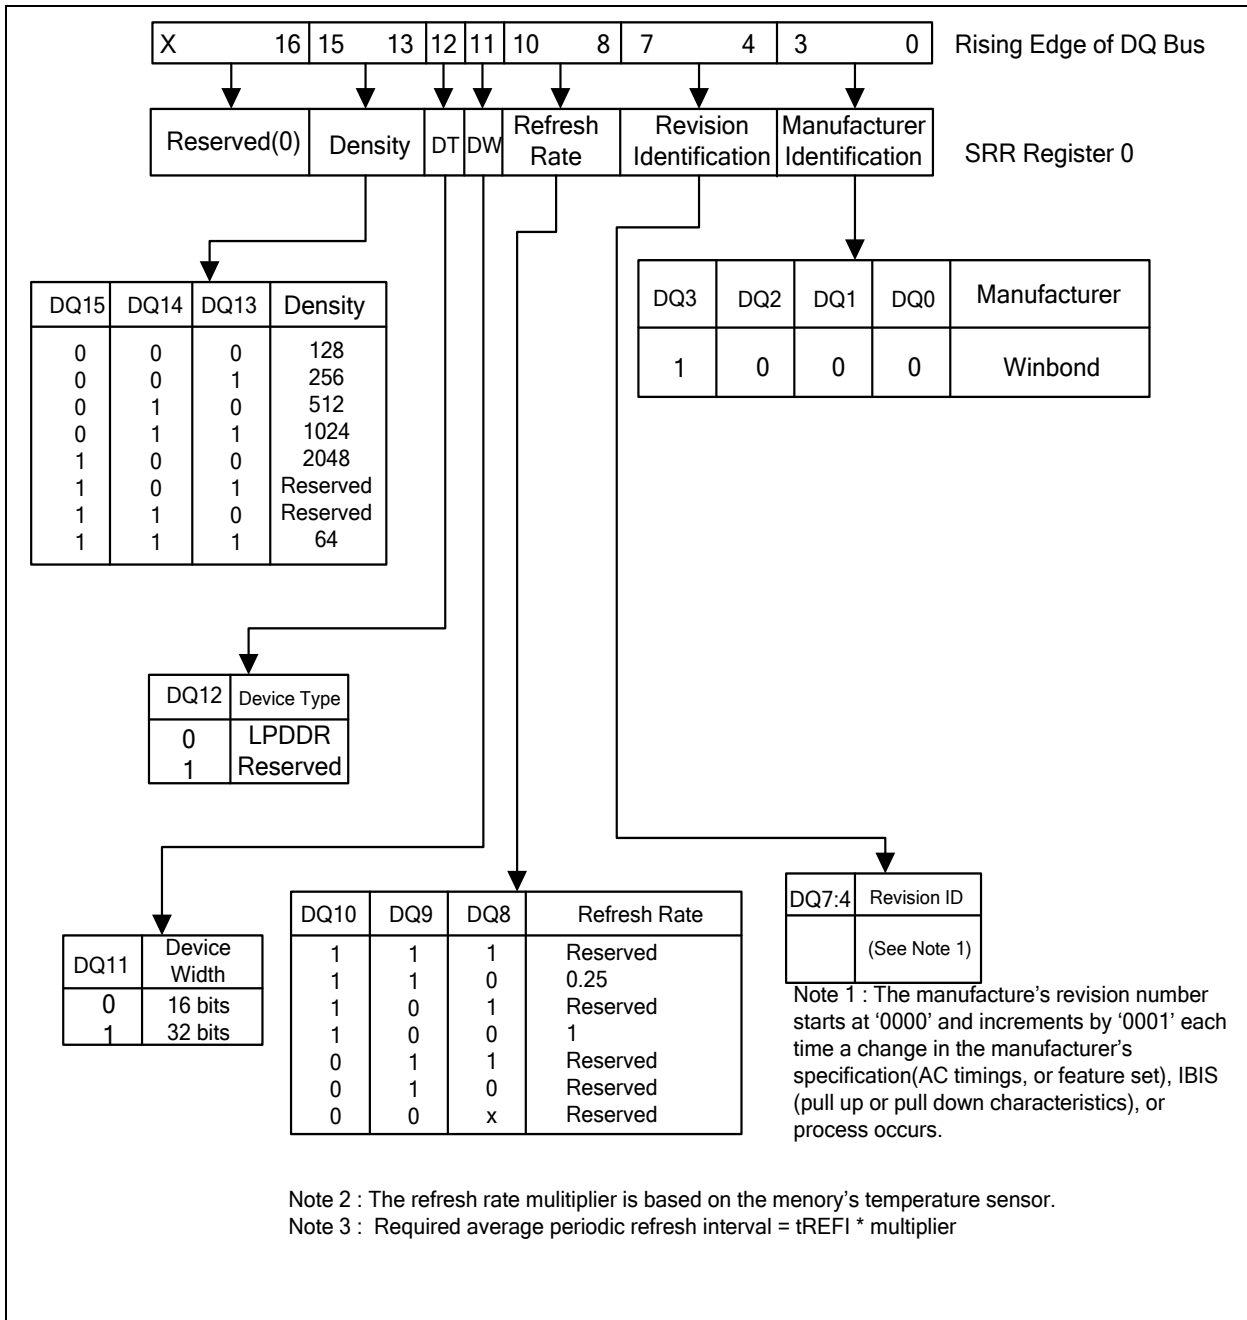 X 16 15 13 12 11 10 8 7 4 3 0 Rising Edge of DQ Bus
Reserved(0) Density DT DW Refresh Rate Revision Identification Manufacturer Identification SRR Register 0
DQ15 DQ14 DQ13 Density
0 0 0 128
0 0 1 256
0 1 0 512
0 1 1 1024
1 0 0 2048
1 0 1 Reserved
1 1 0 Reserved
1 1 1 64
DQ3 DQ2 DQ1 DQ0 Manufacturer
1 0 0 0 Winbond
DQ12 Device Type
0 LPDDR
1 Reserved
DQ11 Device Width
0 16 bits
1 32 bits
DQ10 DQ9 DQ8 Refresh Rate
1 1 1 Reserved
1 1 0 0.25
1 0 1 Reserved
1 0 0 1
0 1 1 Reserved
0 1 0 Reserved
0 0 x Reserved
DQ7:4 Revision ID
(See Note 1)
Note 1 : The manufacture's revision number
starts at ‘0000’ and increments by ‘0001’ each
time a change in the manufacturer's
specification(AC timings, or feature set), IBIS
(pull up or pull down characteristics), or
process occurs.
Note 2 : The refresh rate mulitiplier is based on the menory's temperature sensor.
Note 3 : Required average periodic refresh interval = tREFI * multiplier